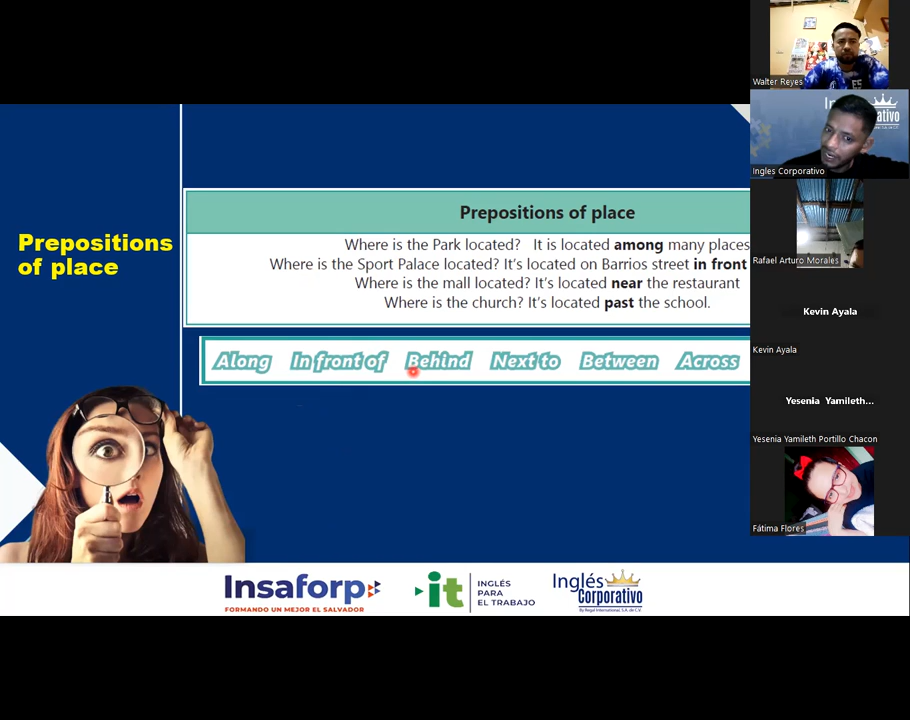 Prepositions
of place
Prepositions of place
Where is the Park located? It is located among many places
Where is the Sport Palace located? It's located on Barrios street in front
Where is the mall located? It's located near the restaurant
Where is the church? It's located past the school.
Along In front of Behind Next to Between Across
Insaforp
FORMANDO UN MEJOR EL SALVADOR
it
INGLÉS
PARA
EL TRABAJO
Inglés
Corporativo
By Regal International, S.A. de C.V.
Walter Reyes
Ingles Corporativo
Rafael Arturo Morales
Kevin Ayala
Kevin Ayala
Yesenia Yamileth...
Yesenia Yamileth Portillo Chacon
Fátima Flores